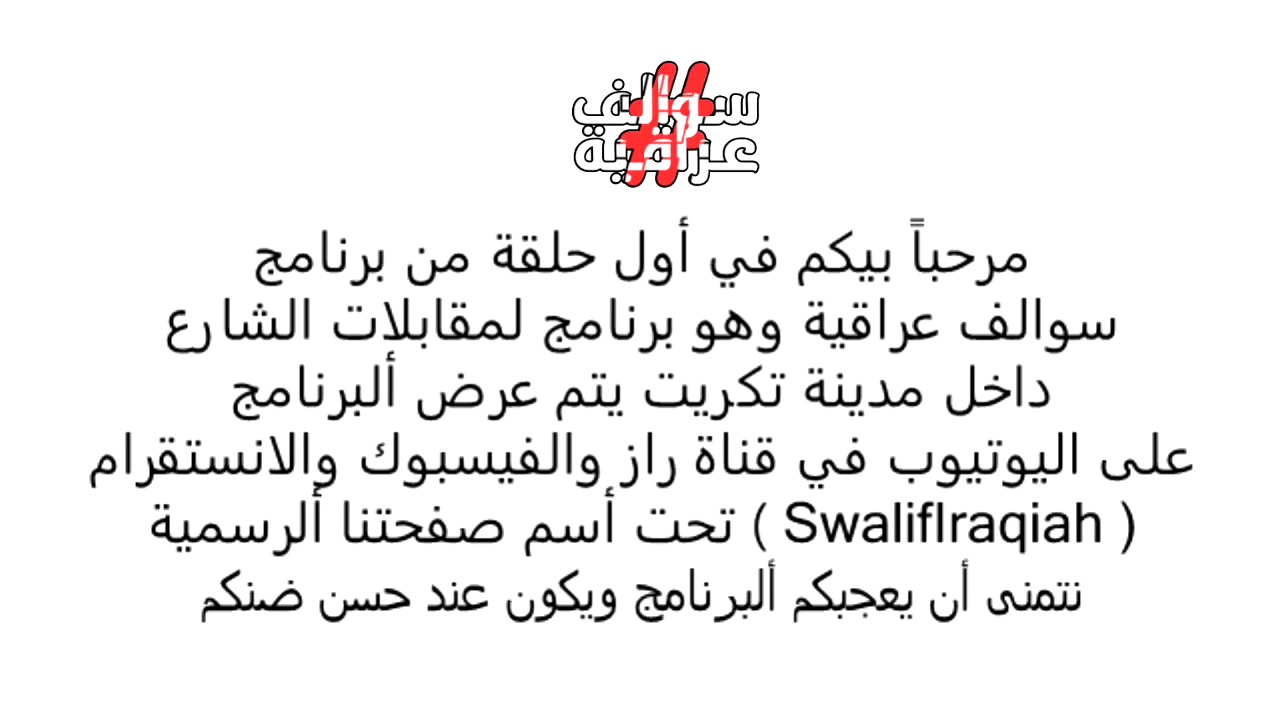 سوالف
عراقية
مرحباً بيكم في أول حلقة من برنامج
سوالف عراقية وهو برنامج لمقابلات الشارع
داخل مدينة تكريت يتم عرض ألبرنامج
على اليوتيوب في قناة راز والفيسبوك والانستقرام
( SwalifIraqiah ) تحت أسم صفحتنا ألرسمية
نتمنى أن يعجبكم ألبرنامج ويكون عند حسن ضنكم